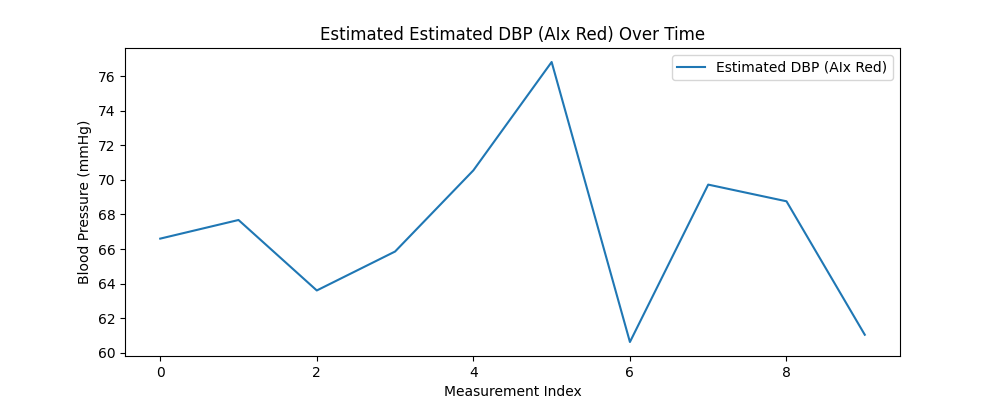 Estimated Estimated DBP (AIx Red) Over Time
Estimated DBP (AIx Red)
Blood Pressure (mmHg)
76
74
72
70
68
66
64
62
60
0 2 4 6 8
Measurement Index